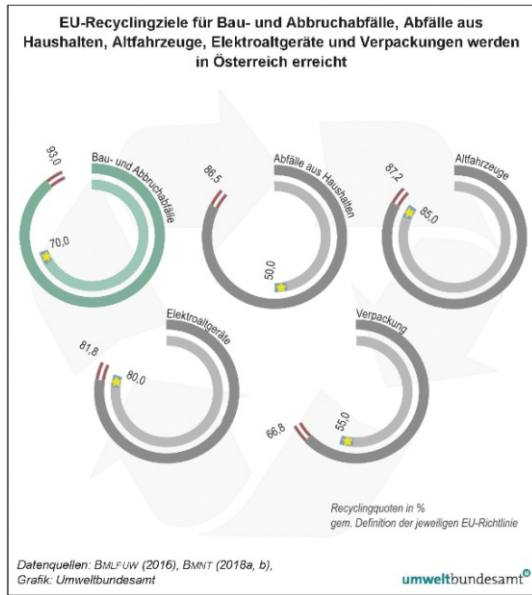 EU-Recyclingziele für Bau- und Abbruchabfälle, Abfälle aus
Haushalten, Altfahrzeuge, Elektroaltgeräte und Verpackungen werden
in Österreich erreicht
93,0
Bau- und Abbruchabfälle
70,0
86,5
Abfälle aus Haushalten
50,0
87,2
Altfahrzeuge
85,0
81,8
Elektroaltgeräte
80,0
66,8
Verpackung
55,0
Recyclingquoten in %
gem. Definition der jeweiligen EU-Richtlinie
Datenquellen: BMLFUW (2016), BMNT (2018a, b),
Grafik: Umweltbundesamt
umweltbundesamt